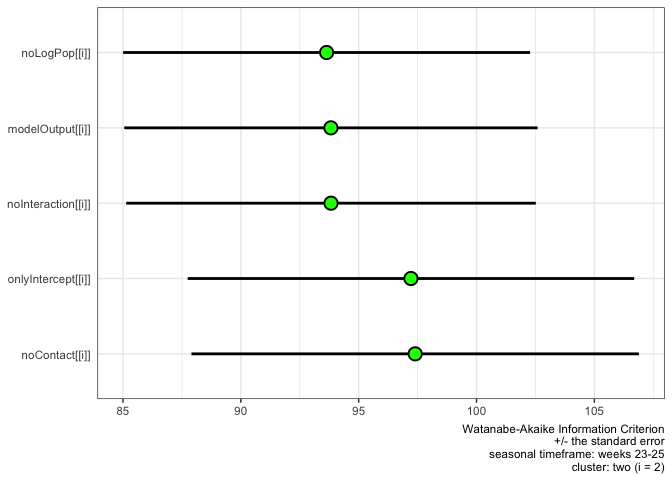 noLogPop[[i]]
modelOutput[[i]]
noInteraction[[i]]
onlyIntercept[[i]]
noContact[[i]]
85 90 95 100 105
Watanabe-Akaike Information Criterion
+/- the standard error
seasonal timeframe: weeks 23-25
cluster: two (i = 2)